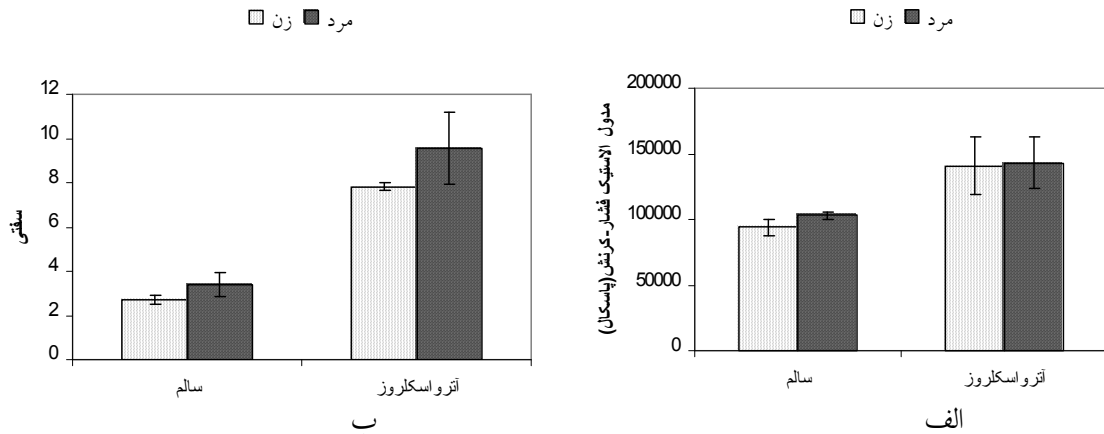 مرد زن
200000
150000
100000
50000
0
مدول الاستیک فشار-کرنش(پاسکال)
سالم آترواسکلروز
الف
مرد زن
12
10
8
6
4
2
0
سفتی
سالم آترواسکلروز
ب